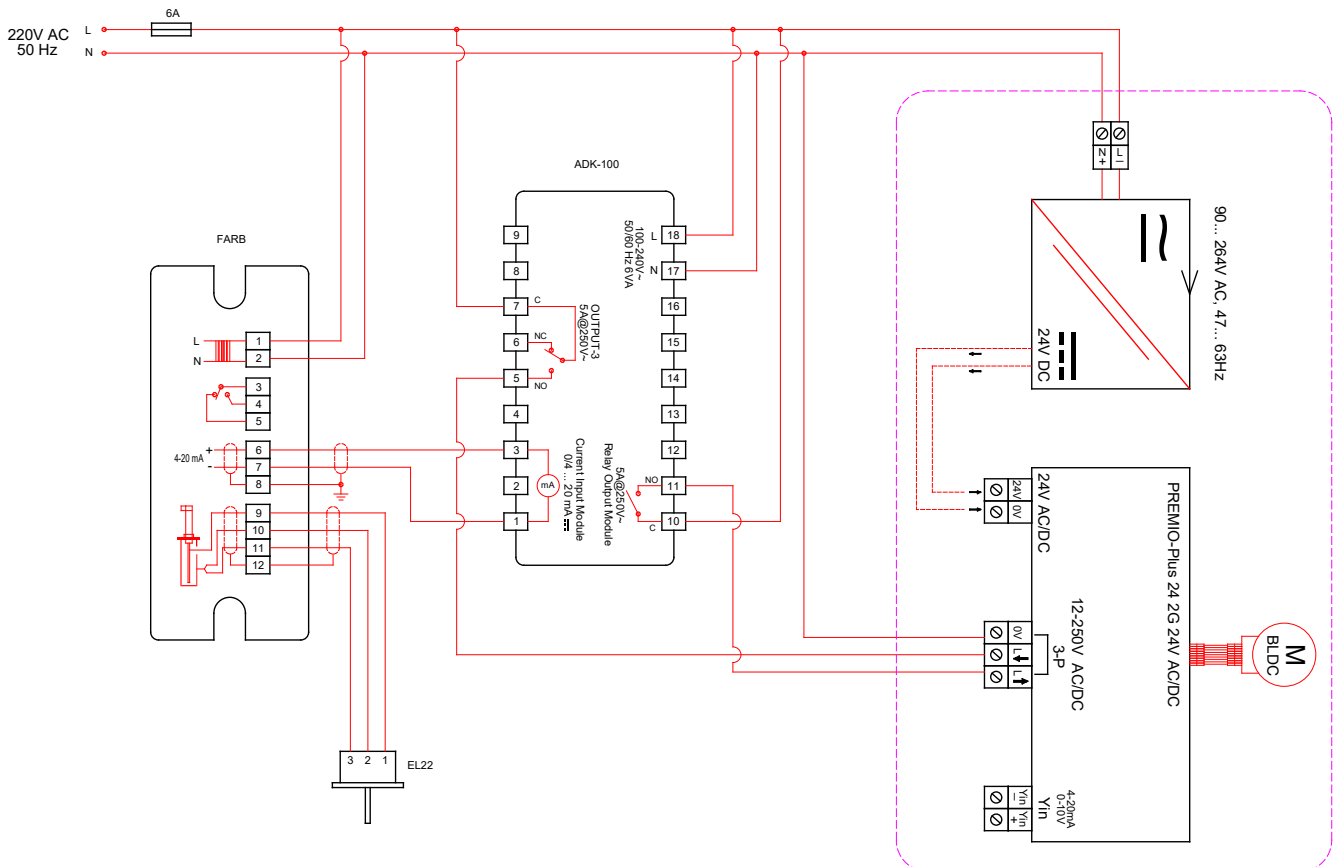 6A
220V AC
50 Hz
L
N
FARB
L
N
1
2
3
4
5
4-20 mA
+
-
6
7
8
9
10
11
12
3 2 1
EL22
ADK-100
9
8
7
6
5
4
3
2
1
C
NC
NO
OUTPUT-3
5A@250V~
mA
Current Input Module
0/4 ... 20 mA
100-240V~
50/60 Hz 6VA
L
N
18
17
16
15
14
13
12
11
10
NO
C
Relay Output Module
5A@250V~
N +
L −
90... 264V AC, 47... 63Hz
24V DC
24V AC/DC
24V
0V
PREMIO-Plus 24 2G 24V AC/DC
12-250V AC/DC
3-P
0V
L
L
M
BLDC
4-20mA
0-10V
Yin
Yin −
Yin +